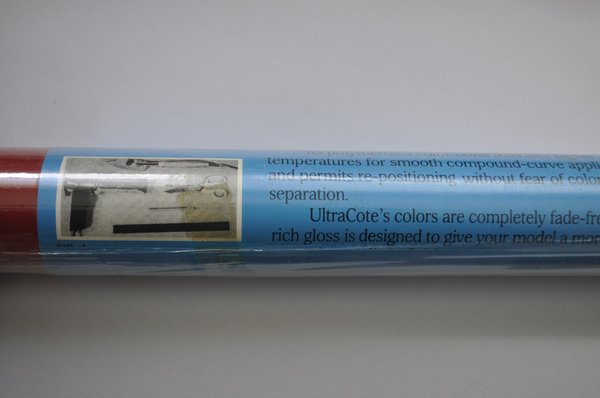 temperatures for smooth compound-curve appli
and permits re-positioning without fear of colo
separation.
UltraCote's colors are completely fade-fre
rich gloss is designed to give your model a mor